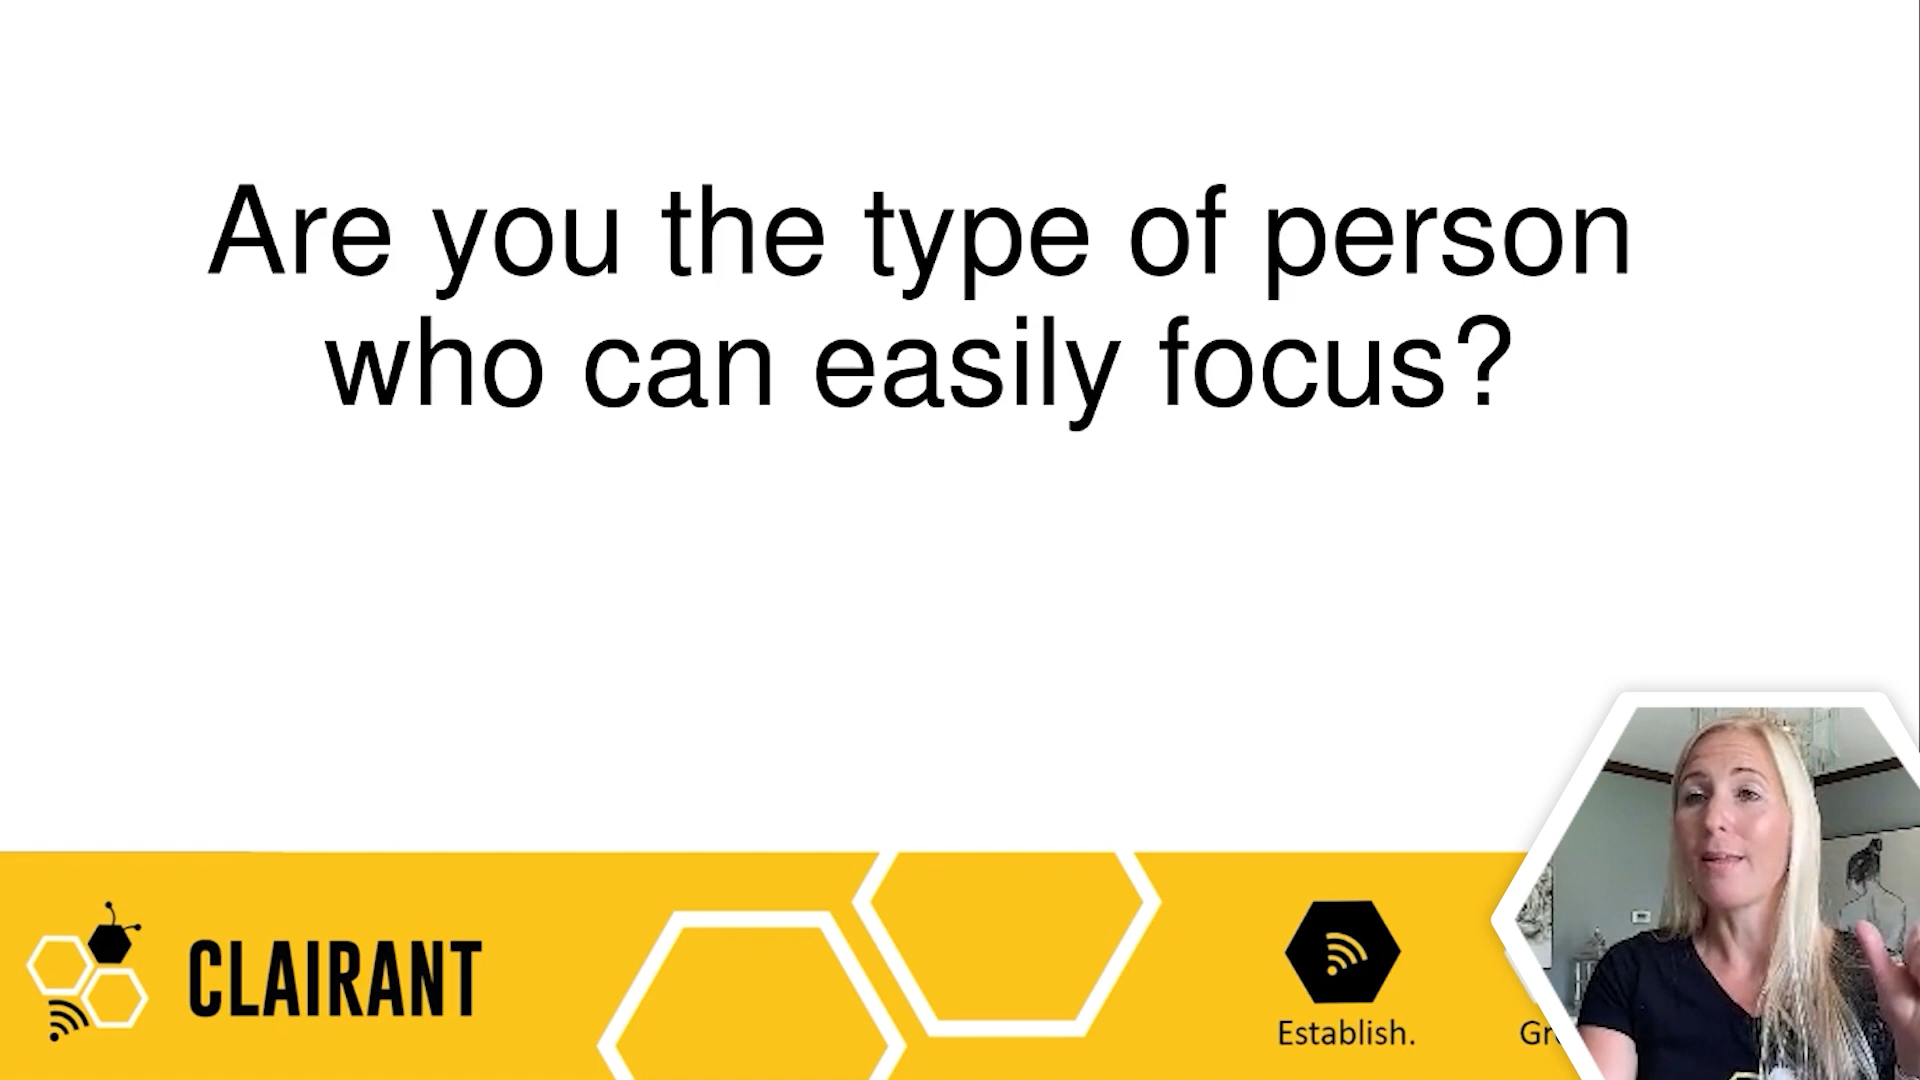 Are you the type of person
who can easily focus?
CLAIRANT
Establish.